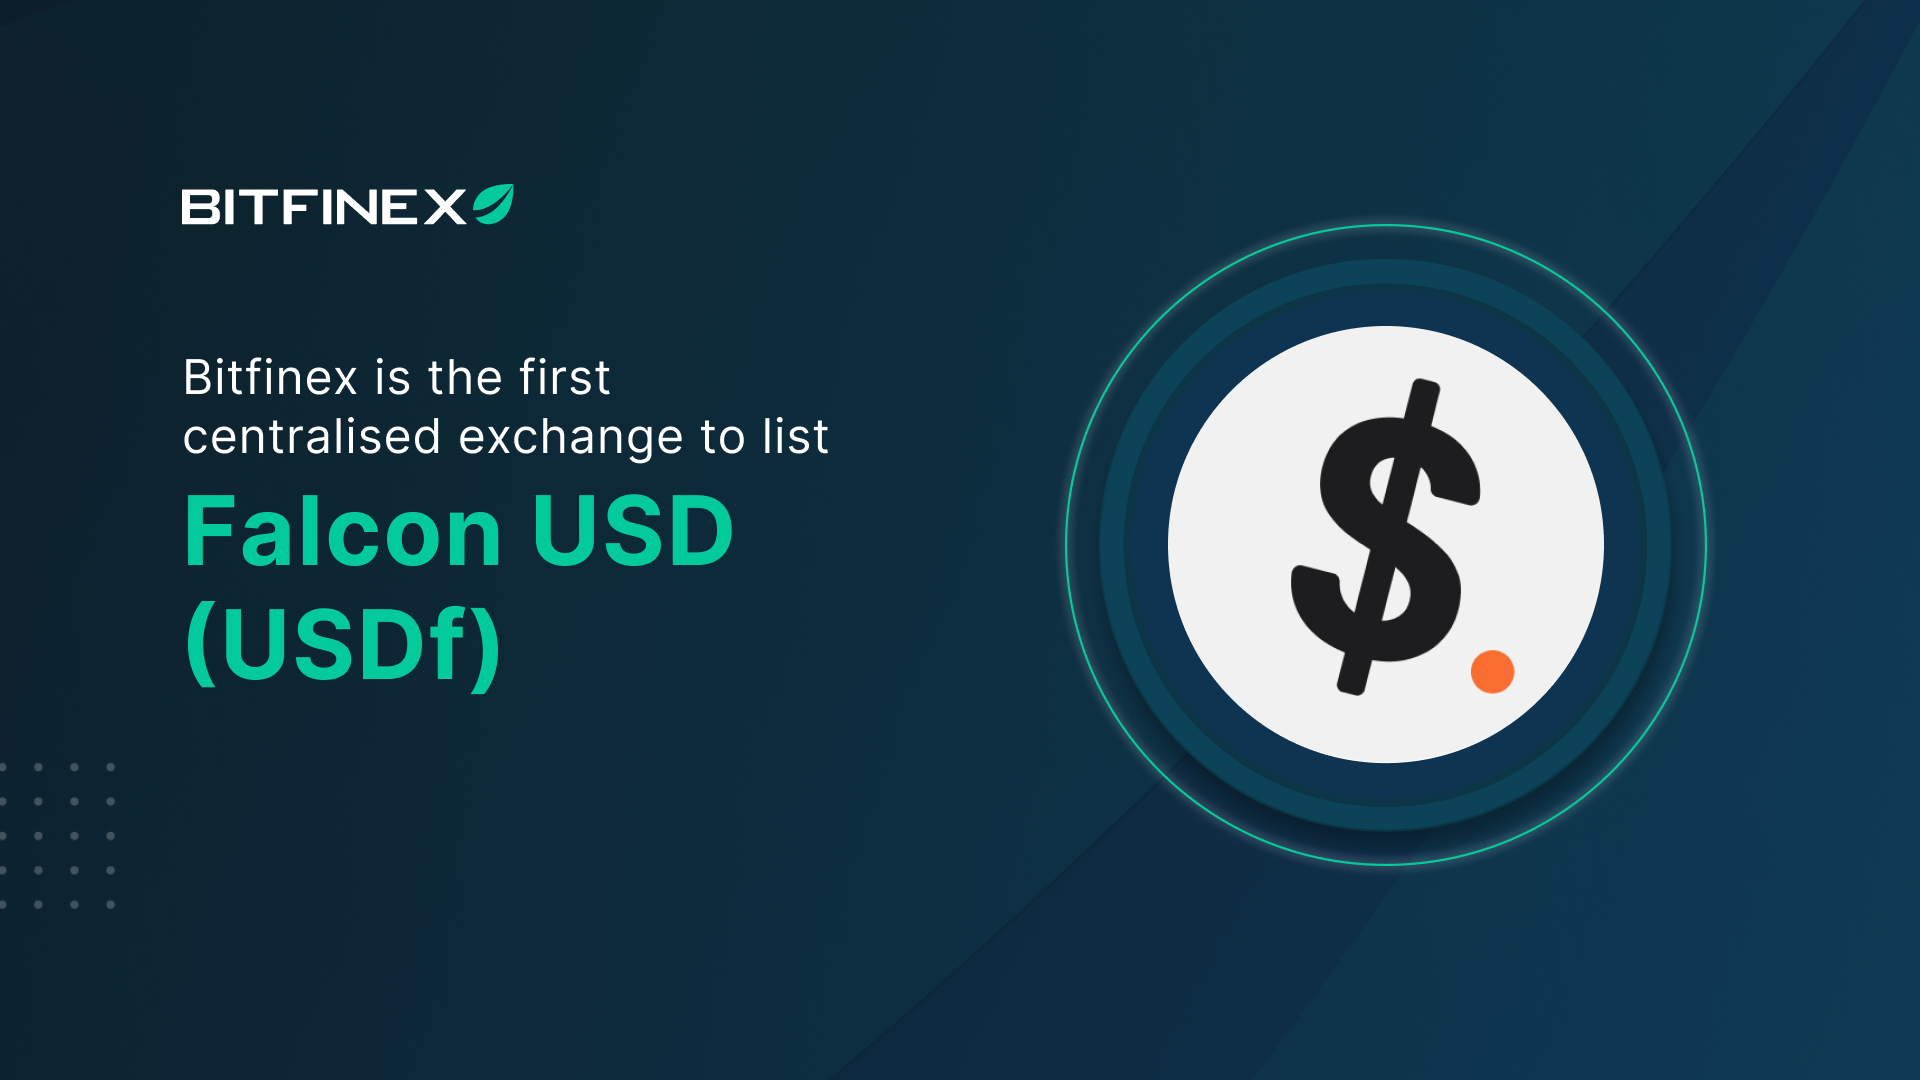 BITFINEX
Bitfinex is the first
centralised exchange to list
Falcon USD
(USDf)
$